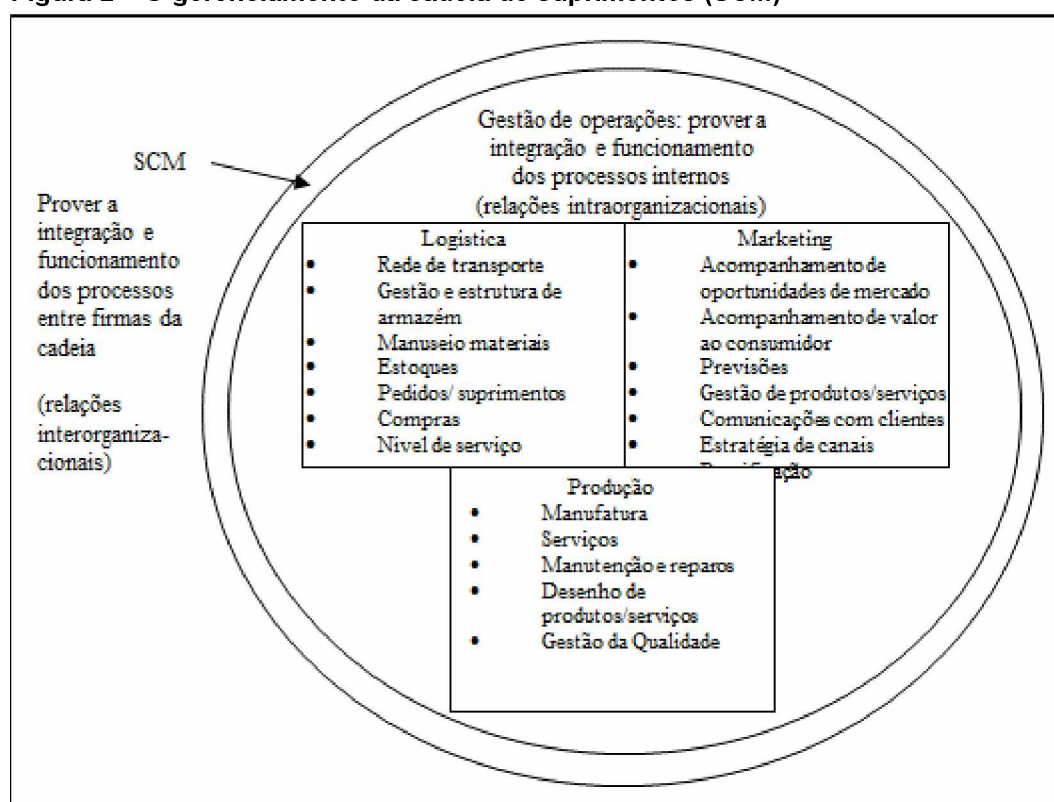 SCM
Prover a
integração e
funcionamento
dos processos
entre firmas da
cadeia
(relações
interorganiza-
cionais)
Gestão de operações: prover a
integração e funcionamento
dos processos internos
(relações intraorganizacionais)
Logistica
• Rede de transporte
• Gestão e estrutura de
armazém
• Manuseio materiais
• Estoques
• Pedidos/ suprimentos
• Compras
• Nivel de serviço
Marketing
• Acompanhamento de
oportunidades de mercado
• Acompanhamento de valor
ao consumidor
• Previsões
• Gestão de produtos/serviços
• Comunicações com clientes
• Estratégia de canais
Produção
• Manufatura
• Serviços
• Manutenção e reparos
• Desenho de
produtos/serviços
• Gestão da Qualidade